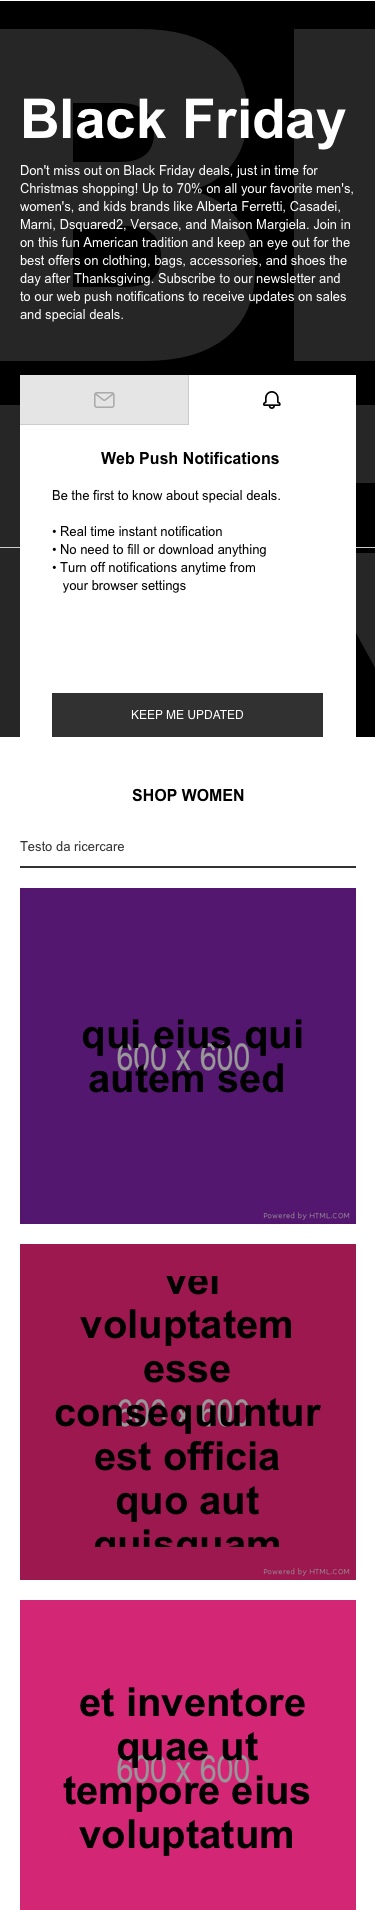 Black Friday
Don't miss out on Black Friday deals, just in time for
Christmas shopping! Up to 70% on all your favorite men's,
women's, and kids brands like Alberta Ferretti, Casadei,
Marni, Dsquared2, Versace, and Maison Margiela. Join in
on this fun American tradition and keep an eye out for the
best offers on clothing, bags, accessories, and shoes the
day after Thanksgiving. Subscribe to our newsletter and
to our web push notifications to receive updates on sales
and special deals.
Web Push Notifications
Be the first to know about special deals.
• Real time instant notification
• No need to fill or download anything
• Turn off notifications anytime from
your browser settings
KEEP ME UPDATED
SHOP WOMEN
Testo da ricercare
qui eius qui
600 x 600
autem sed
Powered by HTML.COM
vel
voluptatem
esse
consequuntur
600 x 600
est officia
quo aut
quisquam
Powered by HTML.COM
et inventore
quae ut
600 x 600
tempore eius
voluptatum